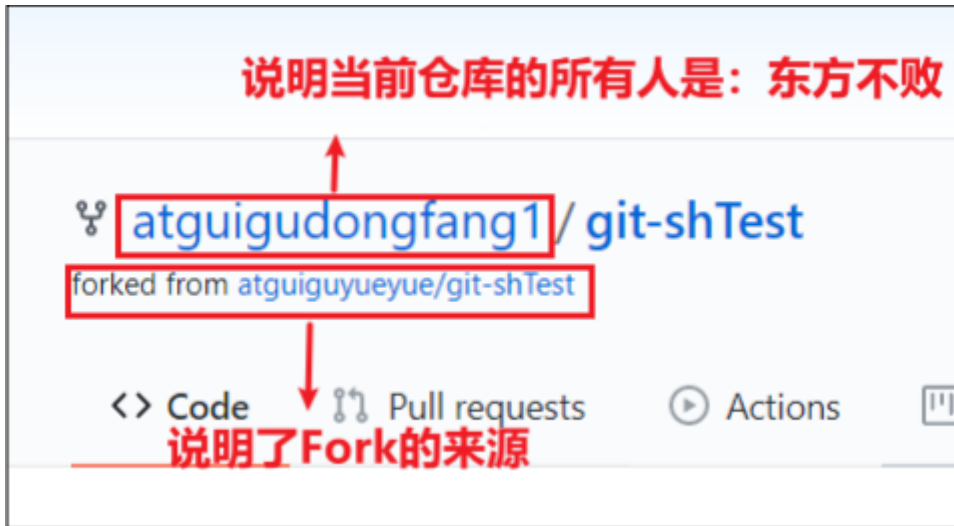 说明当前仓库的所有人是：东方不败
atguigudongfang1 / git-shTest
forked from atguiguyueyue/git-shTest
Code Pull requests Actions
说明了Fork的来源